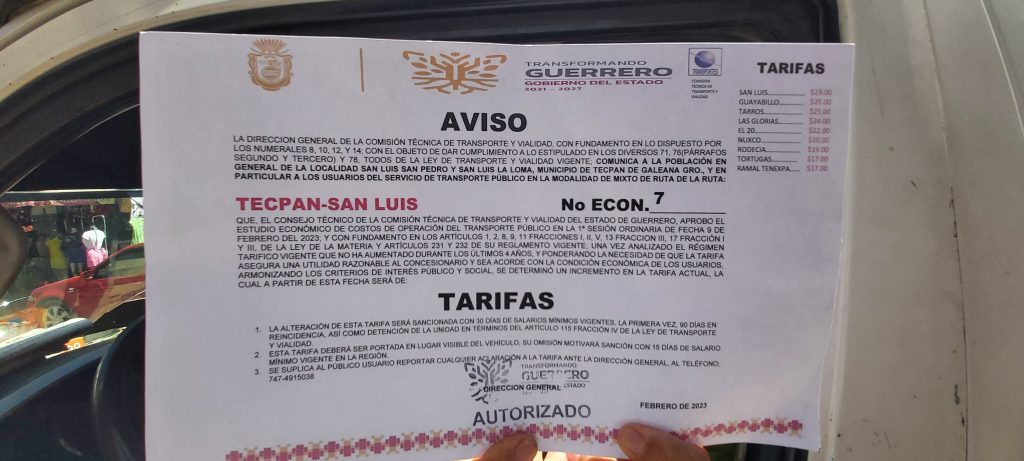 TRANSFORMANDO
GUERRERO
GOBIERNO DEL ESTADO
2021 - 2027
TRANSPORTES
COMISIÓN
TÉCNICA DE
TRANSPORTE Y
VIALIDAD
TARIFAS
SAN LUIS................ $29.00
GUAYABILLO........... $25.00
TARROS................. $25.00
LAS GLORIAS.......... $24.00
EL 20..................... $22.00
NUXCO................... $20.00
RODECIA................ $19.00
TORTUGAS............. $17.00
RAMAL TENEXPA..... $17.00
AVISO
LA DIRECCION GENERAL DE LA COMISIÓN TÉCNICA DE TRANSPORTE Y VIALIDAD, CON FUNDAMENTO EN LO DISPUESTO POR
LOS NUMERALES 8, 10, 12, Y 14; CON EL OBJETO DE DAR CUMPLIMIENTO A LO ESTIPULADO EN LOS DIVERSOS 71, 76(PÁRRAFOS
SEGUNDO Y TERCERO) Y 78, TODOS DE LA LEY DE TRANSPORTE Y VIALIDAD VIGENTE; COMUNICA A LA POBLACIÓN EN
GENERAL DE LA LOCALIDAD SAN LUIS SAN PEDRO Y SAN LUIS LA LOMA, MUNICIPIO DE TECPAN DE GALEANA GRO., Y EN
PARTICULAR A LOS USUARIOS DEL SERVICIO DE TRANSPORTE PÚBLICO EN LA MODALIDAD DE MIXTO DE RUTA DE LA RUTA:
TECPAN-SAN LUIS No ECON. 7
QUE, EL CONSEJO TÉCNICO DE LA COMISIÓN TÉCNICA DE TRANSPORTE Y VIALIDAD DEL ESTADO DE GUERRERO, APROBO EL
ESTUDIO ECONÓMICO DE COSTOS DE OPERACIÓN DEL TRANSPORTE PÚBLICO EN LA 1ª SESIÓN ORDINARIA DE FECHA 9 DE
FEBRERO DEL 2023; Y CON FUNDAMENTO EN LOS ARTÍCULOS 1, 2, 8, 9, 11 FRACCIONES I, II, V, 13 FRACCION III, 17 FRACCIÓN I
Y III, DE LA LEY DE LA MATERIA Y ARTÍCULOS 231 Y 232 DE SU REGLAMENTO VIGENTE; UNA VEZ ANALIZADO EL RÉGIMEN
TARIFICO VIGENTE QUE NO HA AUMENTADO DURANTE LOS ÚLTIMOS 4 AÑOS, Y PONDERANDO LA NECESIDAD DE QUE LA TARIFA
ASEGURA UNA UTILIDAD RAZONABLE AL CONCESIONARIO Y SEA ACORDE CON LA CONDICIÓN ECONÓMICA DE LOS USUARIOS,
ARMONIZANDO LOS CRITERIOS DE INTERÉS PÚBLICO Y SOCIAL, SE DETERMINÓ UN INCREMENTO EN LA TARIFA ACTUAL, LA
CUAL A PARTIR DE ESTA FECHA SERÁ DE:
TARIFAS
1. LA ALTERACIÓN DE ESTA TARIFA SERÁ SANCIONADA CON 30 DÍAS DE SALARIOS MÍNIMOS VIGENTES, LA PRIMERA VEZ, 90 DÍAS EN
REINCIDENCIA, ASÍ COMO DETENCIÓN DE LA UNIDAD EN TÉRMINOS DEL ARTÍCULO 115 FRACCIÓN IV DE LA LEY DE TRANSPORTE
Y VIALIDAD.
2. ESTA TARIFA DEBERÁ SER PORTADA EN LUGAR VISIBLE DEL VEHÍCULO, SU OMISIÓN MOTIVARÁ SANCIÓN CON 15 DÍAS DE SALARIO
MÍNIMO VIGENTE EN LA REGIÓN.
3. SE SUPLICA AL PÚBLICO USUARIO REPORTAR CUALQUIER ACLARACIÓN A LA TARIFA ANTE LA DIRECCIÓN GENERAL, AL TELÉFONO;
747-4915038
TRANSFORMANDO
GUERRERO
DIRECCIÓN GENERAL ESTADO
AUTORIZADO
FEBRERO DE 2023